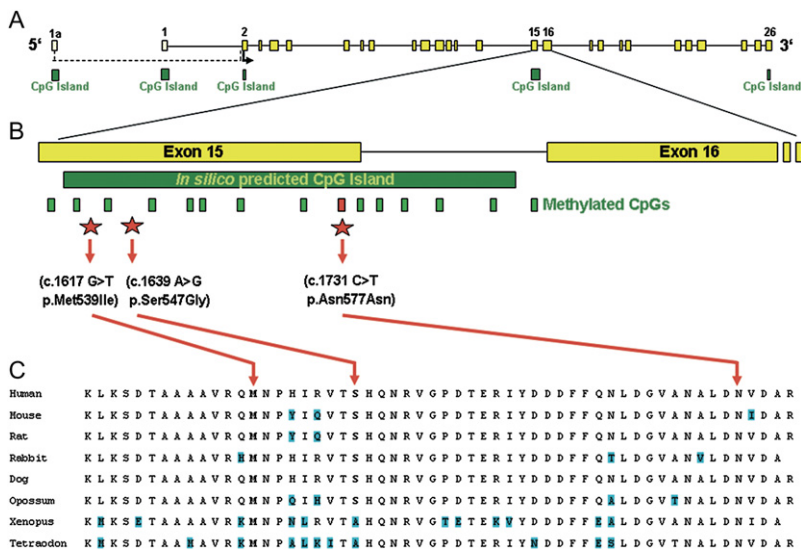 A
5‘ 1a 1 2 15 16 26 3‘
CpG Island CpG Island CpG Island CpG Island CpG Island
B
Exon 15 Exon 16
In silico predicted CpG Island
Methylated CpGs
(c.1617 G>T (c.1639 A>G (c.1731 C>T
p.Met539Ile) p.Ser547Gly) p.Asn577Asn)
C
Human K L K S D T A A A A V R Q M N P H I R V T S H Q N R V G P D T E R I Y D D D F F Q N L D G V A N A L D N V D A R
Mouse K L K S D T A A A A V R Q M N P Y I Q V T S H Q N R V G P D T E R I Y D D D F F Q N L D G V A N A L D N I D A R
Rat K L K S D T A A A A V R Q M N P Y I Q V T S H Q N R V G P D T E R I Y D D D F F Q N L D G V A N A L D N V D A R
Rabbit K L K S D T A A A A V R H M N P H I R V T S H Q N R V G P D T E R I Y D D D F F Q T L D G V A N V L D N V D A
Dog K L K S D T A A A A V R Q M N P H I R V T S H Q N R V G P D T E R I Y D D D F F Q N L D G V A N A L D N V D A R
Opossum K L K S D T A A A A V R Q M N P Q I H V T S H Q N R V G P D T E R I Y D D D F F Q A L D G V T N A L D N V D A R
Xenopus K M K S E T A A A A V R K M N P N L R V T A H Q N R V G T E T E K V Y D D D F F E A L D G V A N A L D N I D A
Tetraodon K M K S D T A A M A V R K M N P A L K I T A H Q N R V G P D T E R I Y N D D F F E S L D G V A N A L D N V D A R